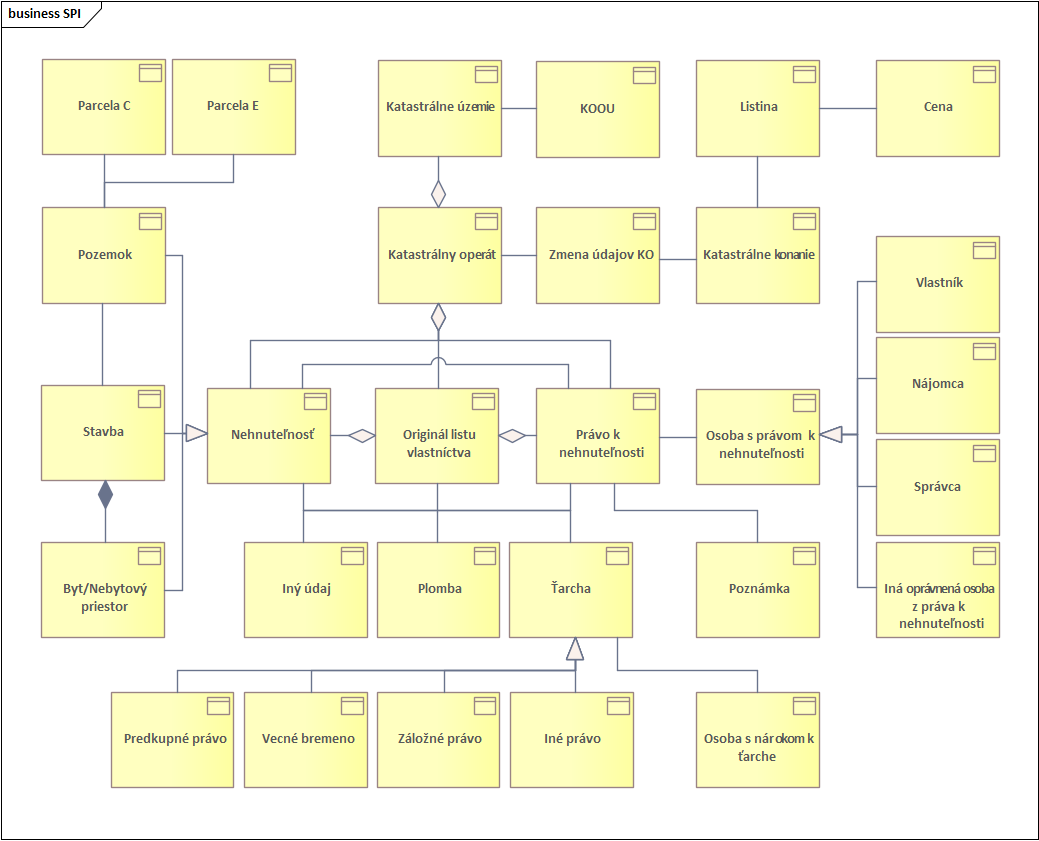 business SPI
Parcela C
Parcela E
Katastrálne územie
KOOU
Listina
Cena
Pozemok
Katastrálny operát
Zmena údajov KO
Katastrálne konanie
Vlastník
Nájomca
Stavba
Nehnuteľnosť
Originál listu
vlastníctva
Právo k
nehnuteľnosti
Osoba s právom k
nehnuteľnosti
Správca
Byt/Nebytový
priestor
Iný údaj
Plomba
Ťarcha
Poznámka
Iná oprávnená osoba
z práva k
nehnuteľnosti
Predkupné právo
Vecné bremeno
Záložné právo
Iné právo
Osoba s nárokom k
ťarche